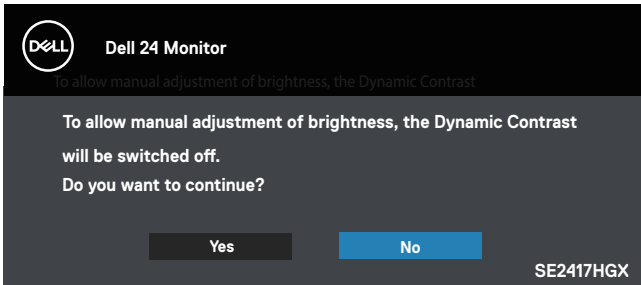 DELL
Dell 24 Monitor
To allow manual adjustment of brightness, the Dynamic Contrast
To allow manual adjustment of brightness, the Dynamic Contrast
will be switched off.
Do you want to continue?
Yes
No
SE2417HGX